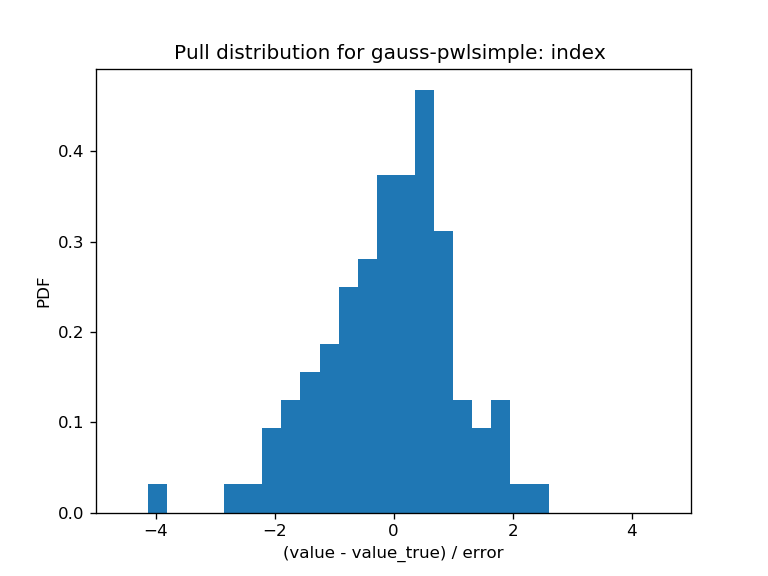 Pull distribution for gauss-pwlsimple: index
PDF
0.4
0.3
0.2
0.1
0.0
−4 −2 0 2 4
(value - value_true) / error